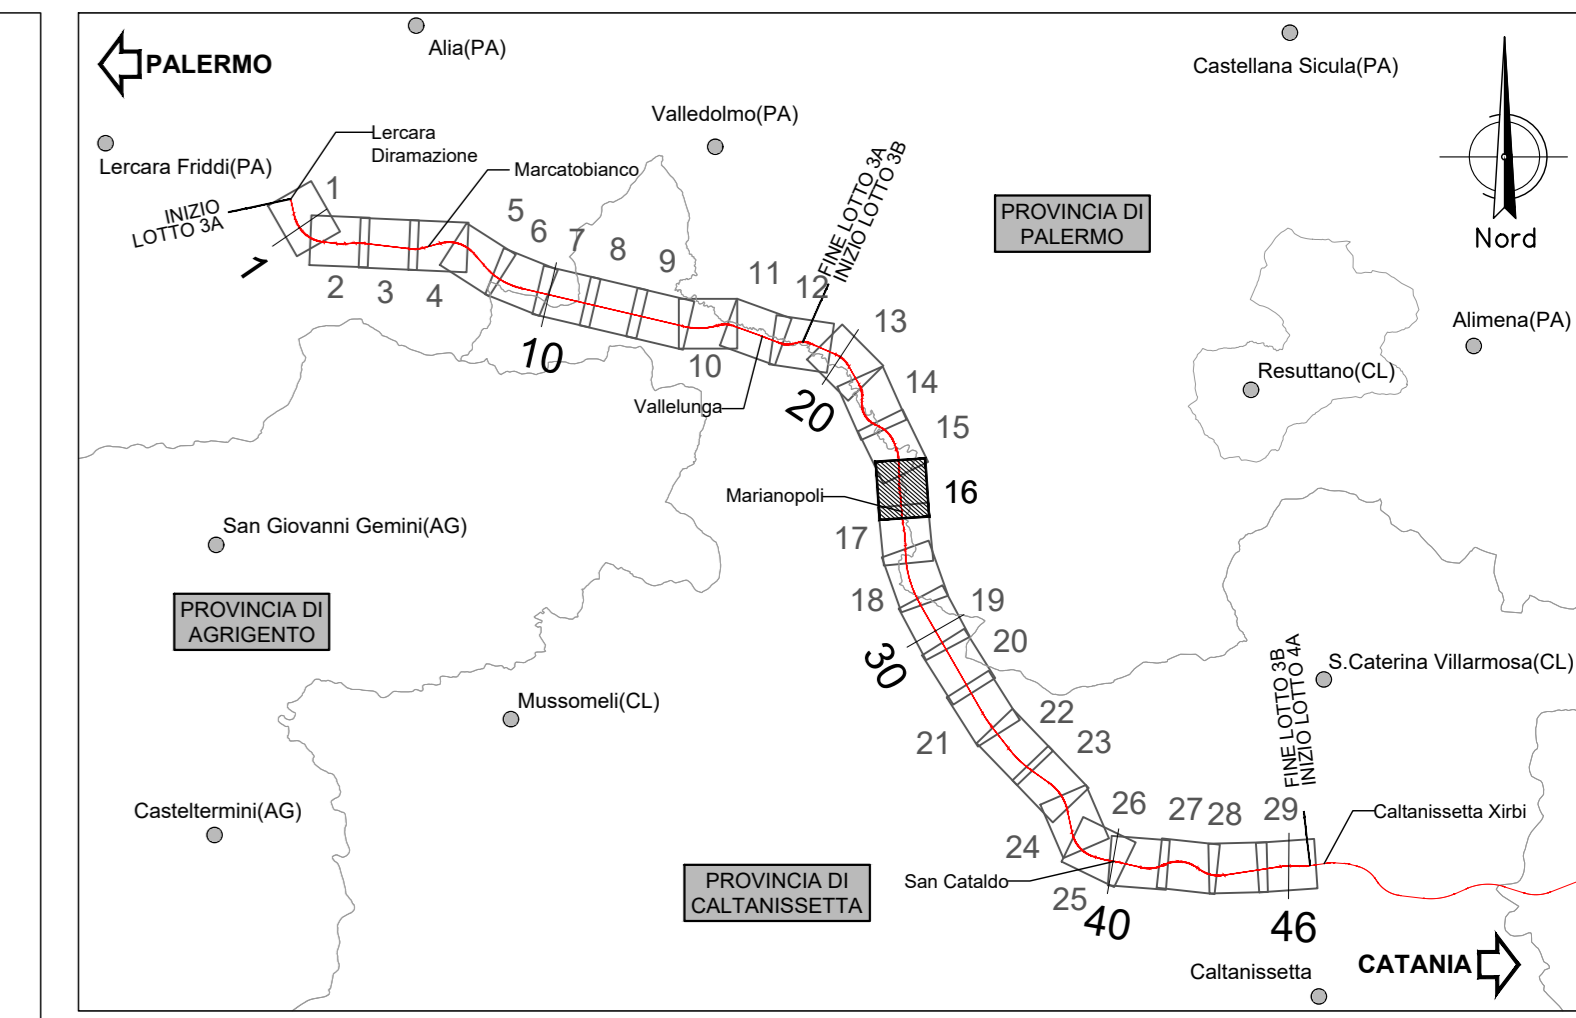 PALERMO
Alia(PA)
Castellana Sicula(PA)
Valledolmo(PA)
Lercara
Diramazione
Lercara Friddi(PA)
Marcatobianco
INIZIO
LOTTO 3A
FINE LOTTO 3A
INIZIO LOTTO 3B
PROVINCIA DI
PALERMO
Nord
1
1
2
3
4
5
6
7
8
9
10
10
11
12
13
14
15
16
17
18
19
20
20
21
22
23
24
25
26
27
28
29
30
40
46
Vallelunga
Alimena(PA)
Resuttano(CL)
Marianopoli
San Giovanni Gemini(AG)
PROVINCIA DI
AGRIGENTO
Mussomeli(CL)
Casteltermini(AG)
S.Caterina Villarmosa(CL)
FINE LOTTO 3B
INIZIO LOTTO 4A
Caltanissetta Xirbi
San Cataldo
PROVINCIA DI
CALTANISSETTA
Caltanissetta
CATANIA